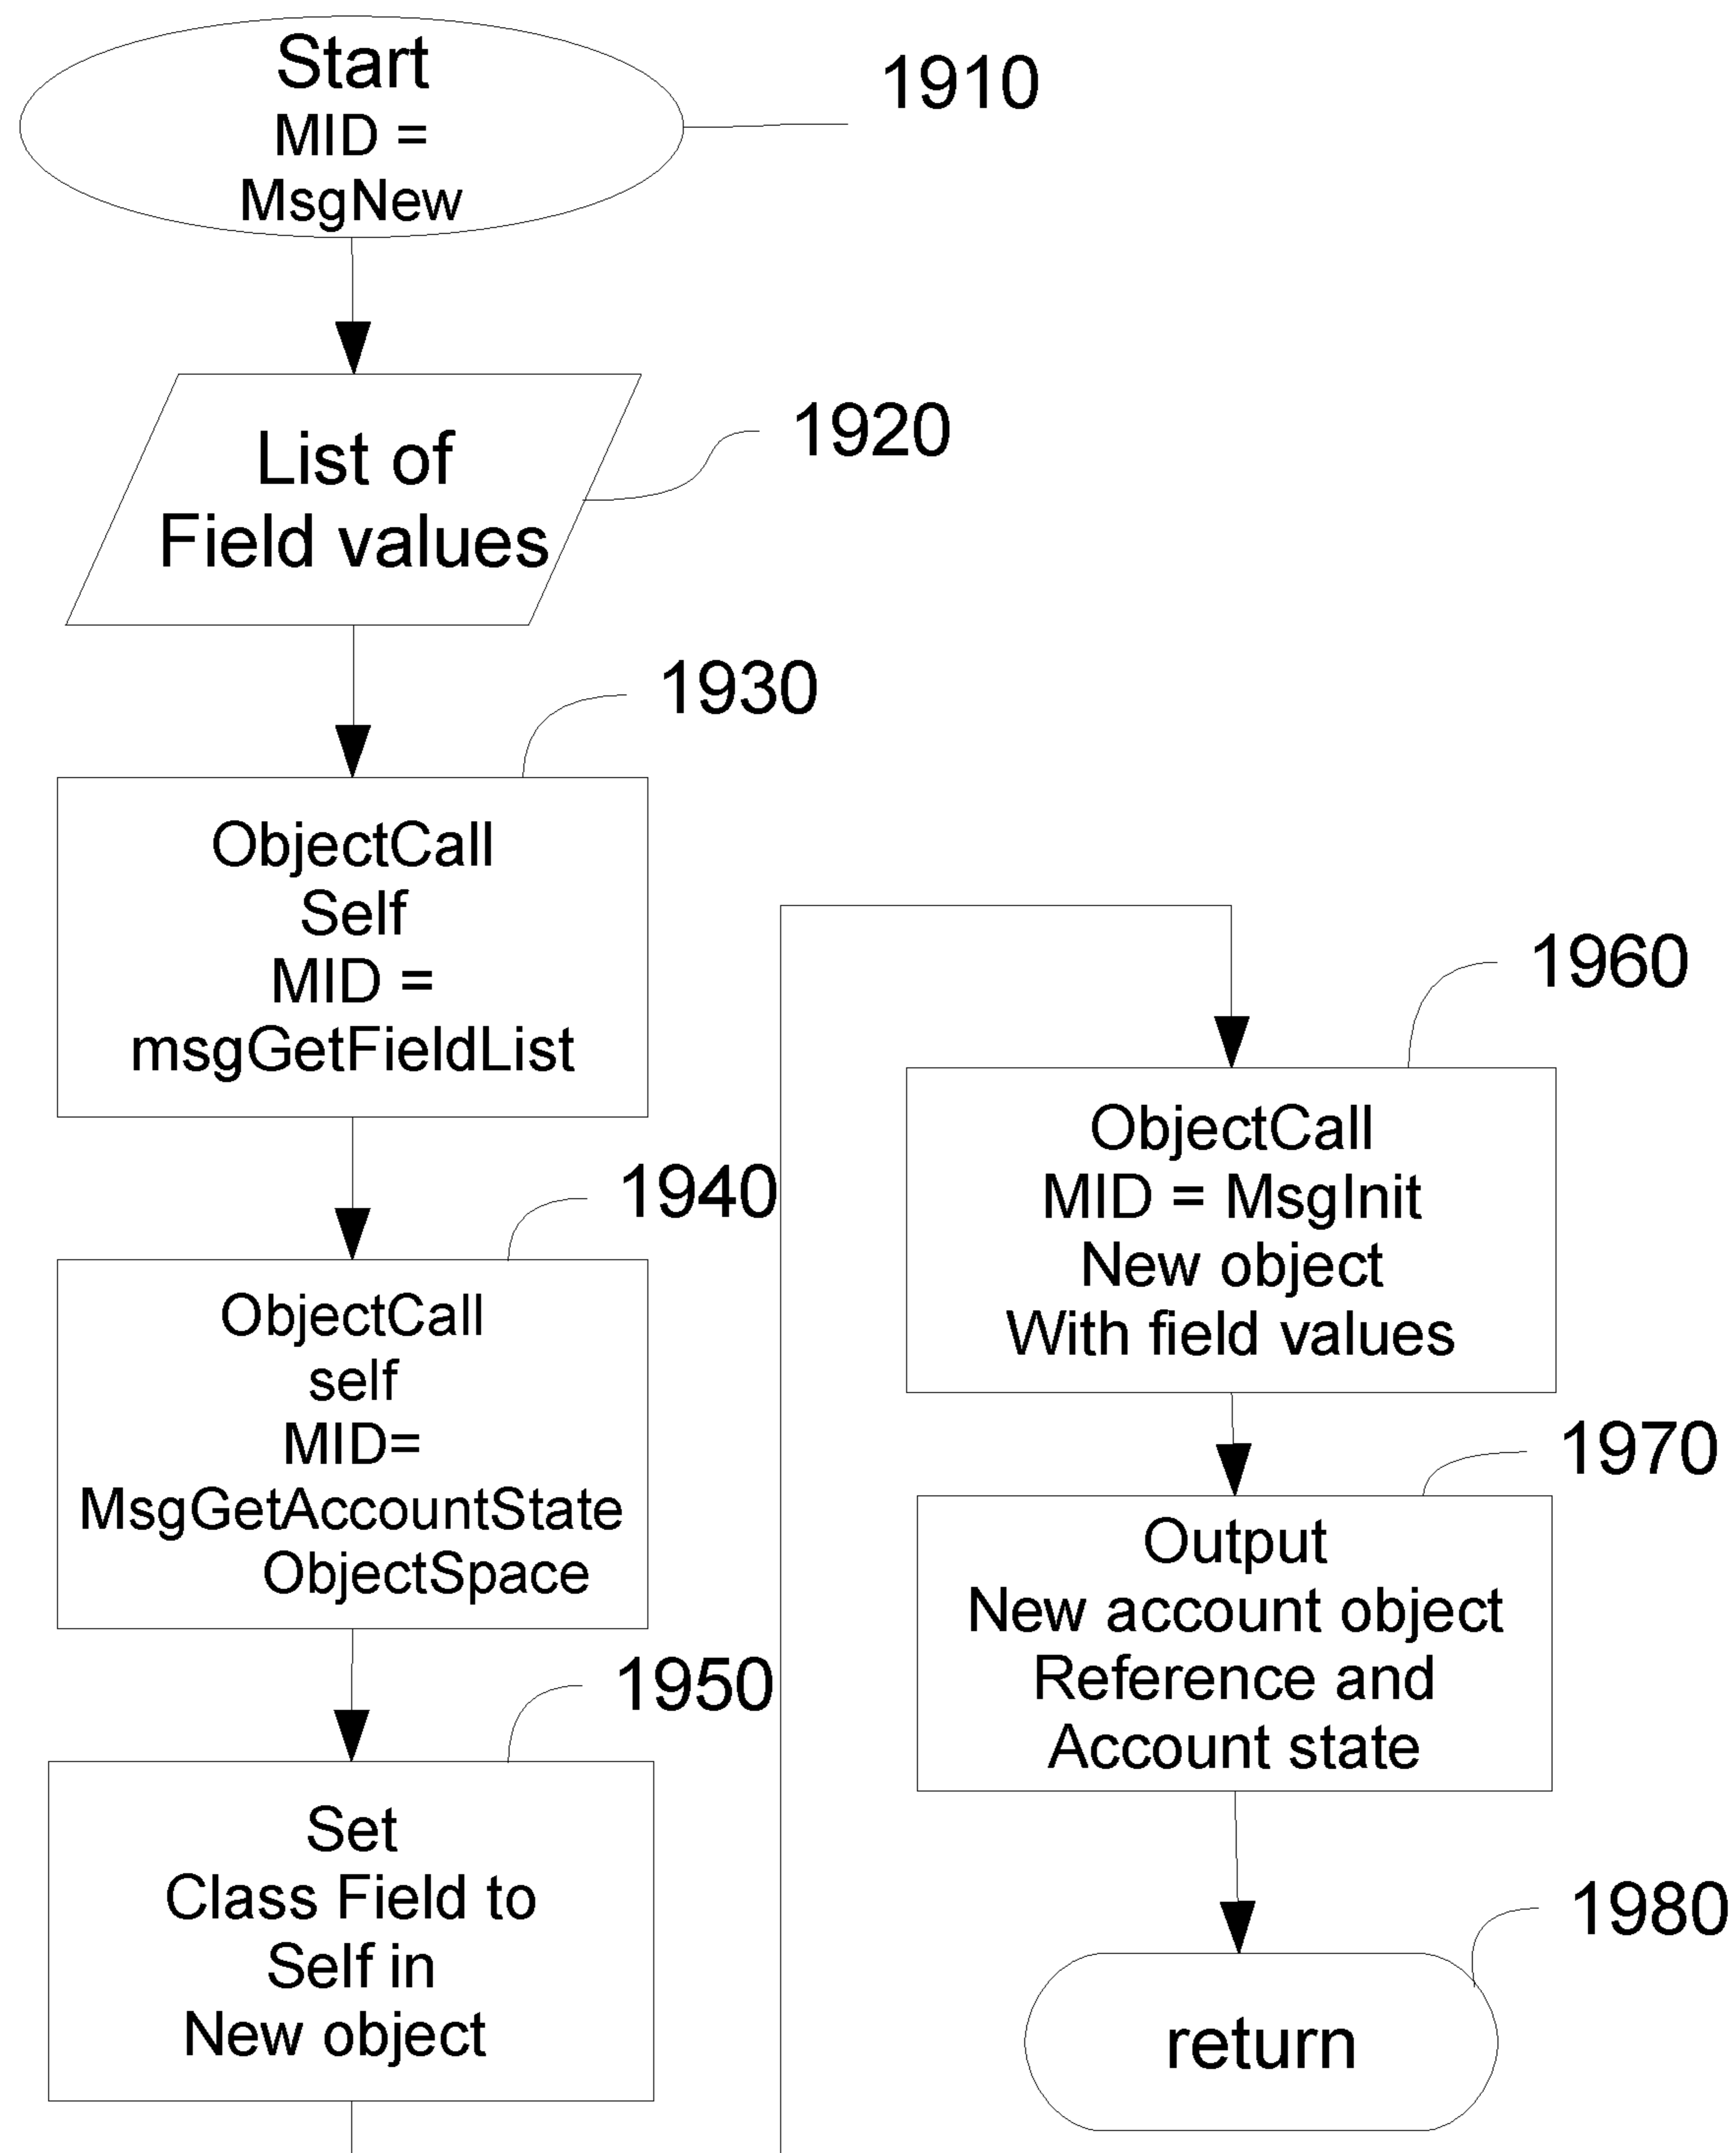 Start
MID =
MsgNew
1910
List of
Field values
1920
1930
ObjectCall
Self
MID =
msgGetFieldList
1940
ObjectCall
self
MID=
MsgGetAccountState
ObjectSpace
1950
Set
Class Field to
Self in
New object
1960
ObjectCall
MID = MsgInit
New object
With field values
1970
Output
New account object
Reference and
Account state
1980
return